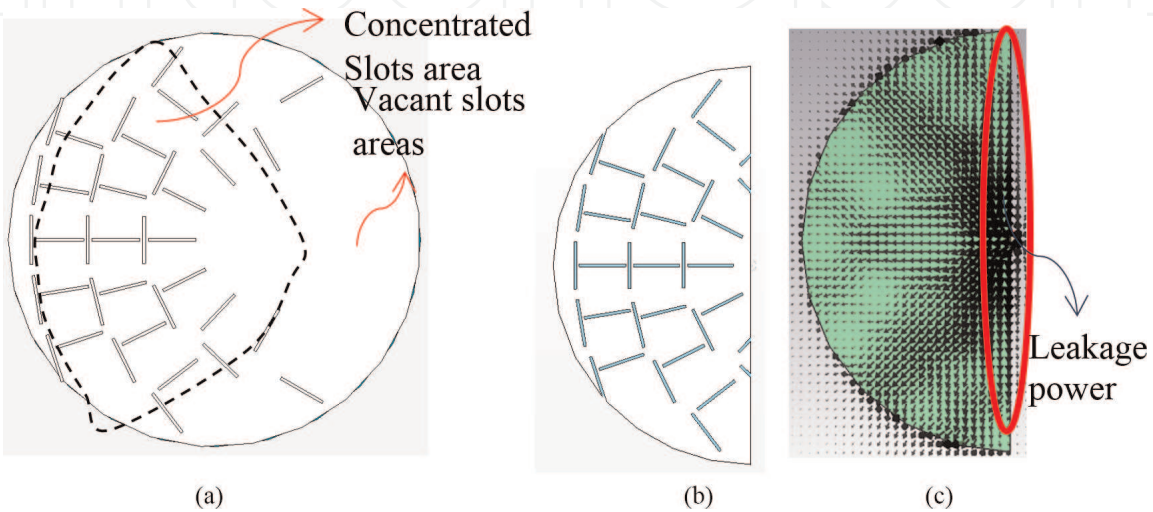 Concentrated
Slots area
Vacant slots
areas
Leakage
power
(a)
(b)
(c)